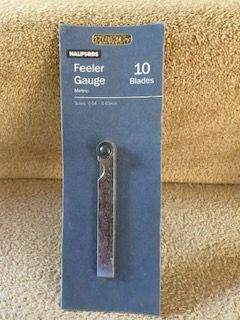 HALFORDS
Feeler
Gauge
Metric
10
Blades